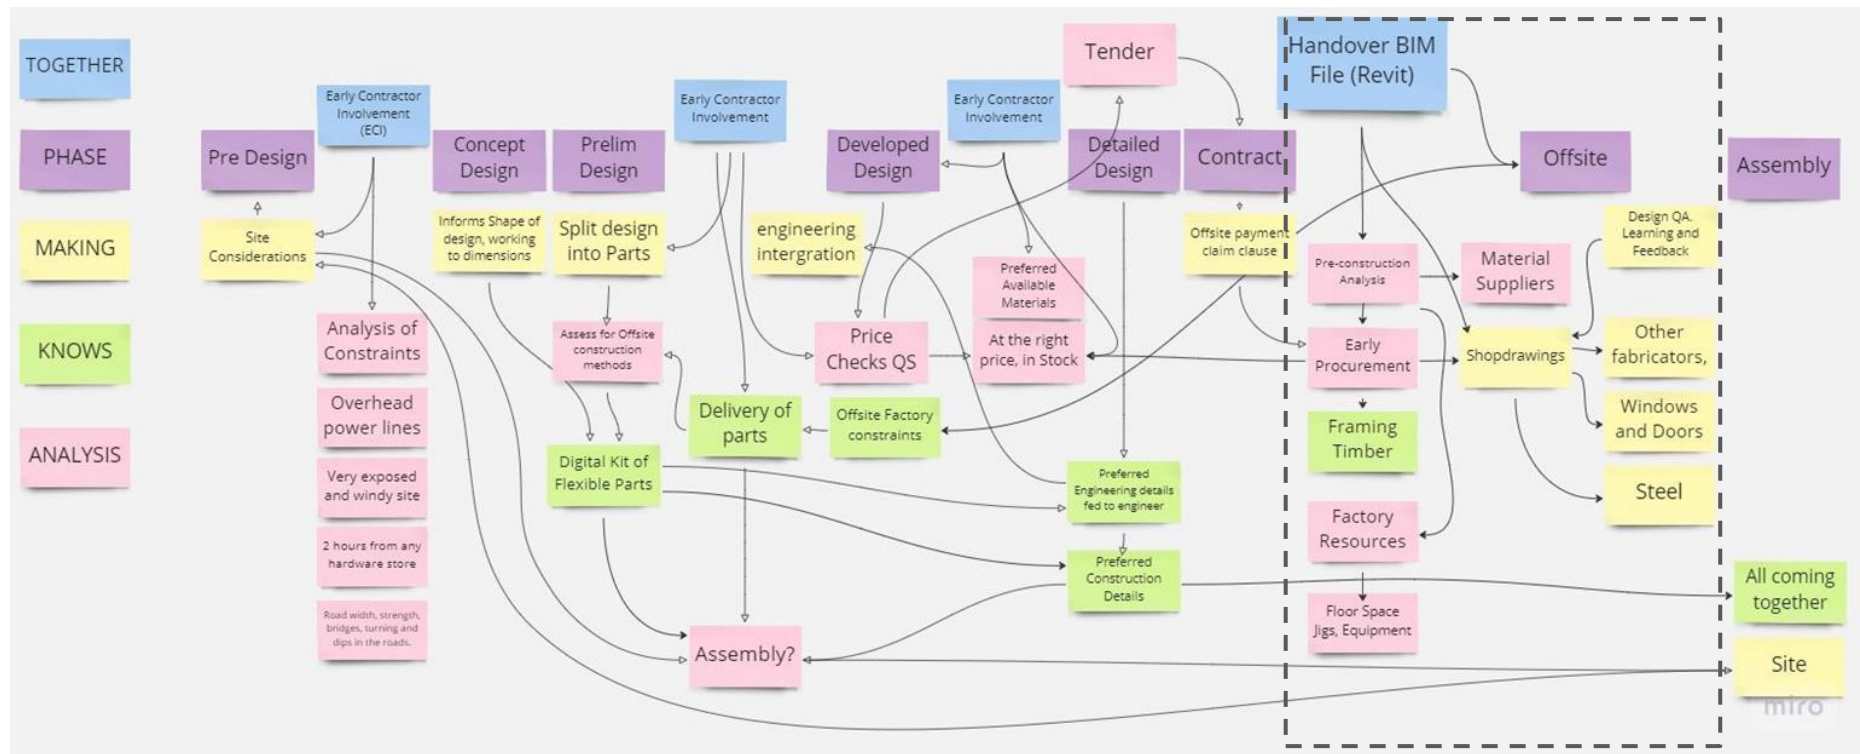 TOGETHER
PHASE
MAKING
KNOWS
ANALYSIS
Pre Design
Site
Considerations
Early Contractor
Involvement
(ECI)
Analysis of
Constraints
Overhead
power lines
Very exposed
and windy site
2 hours from any
hardware store
Road width, strength,
bridges, turning and
dips in the roads.
Concept
Design
Informs Shape of
design, working
to dimensions
Prelim
Design
Split design
into Parts
Assess for Offsite
construction
methods
Digital Kit of
Flexible Parts
Early Contractor
Involvement
Delivery of
parts
Assembly?
engineering
intergration
Developed
Design
Price
Checks QS
Offsite Factory
constraints
Early Contractor
Involvement
Preferred
Available
Materials
At the right
price, in Stock
Tender
Detailed
Design
Preferred
Engineering details
fed to engineer
Preferred
Construction
Details
Contract
Offsite payment
claim clause
Handover BIM
File (Revit)
Pre-construction
Analysis
Early
Procurement
Framing
Timber
Factory
Resources
Floor Space
Jigs, Equipment
Material
Suppliers
Shopdrawings
Offsite
Design QA.
Learning and
Feedback
Other
fabricators,
Windows
and Doors
Steel
Assembly
All coming
together
Site
miro